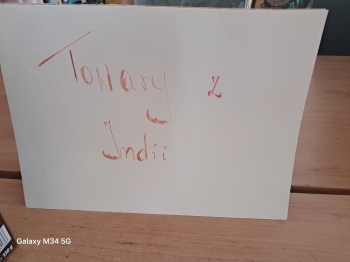 Towary z
Indii
Galaxy M34 5G